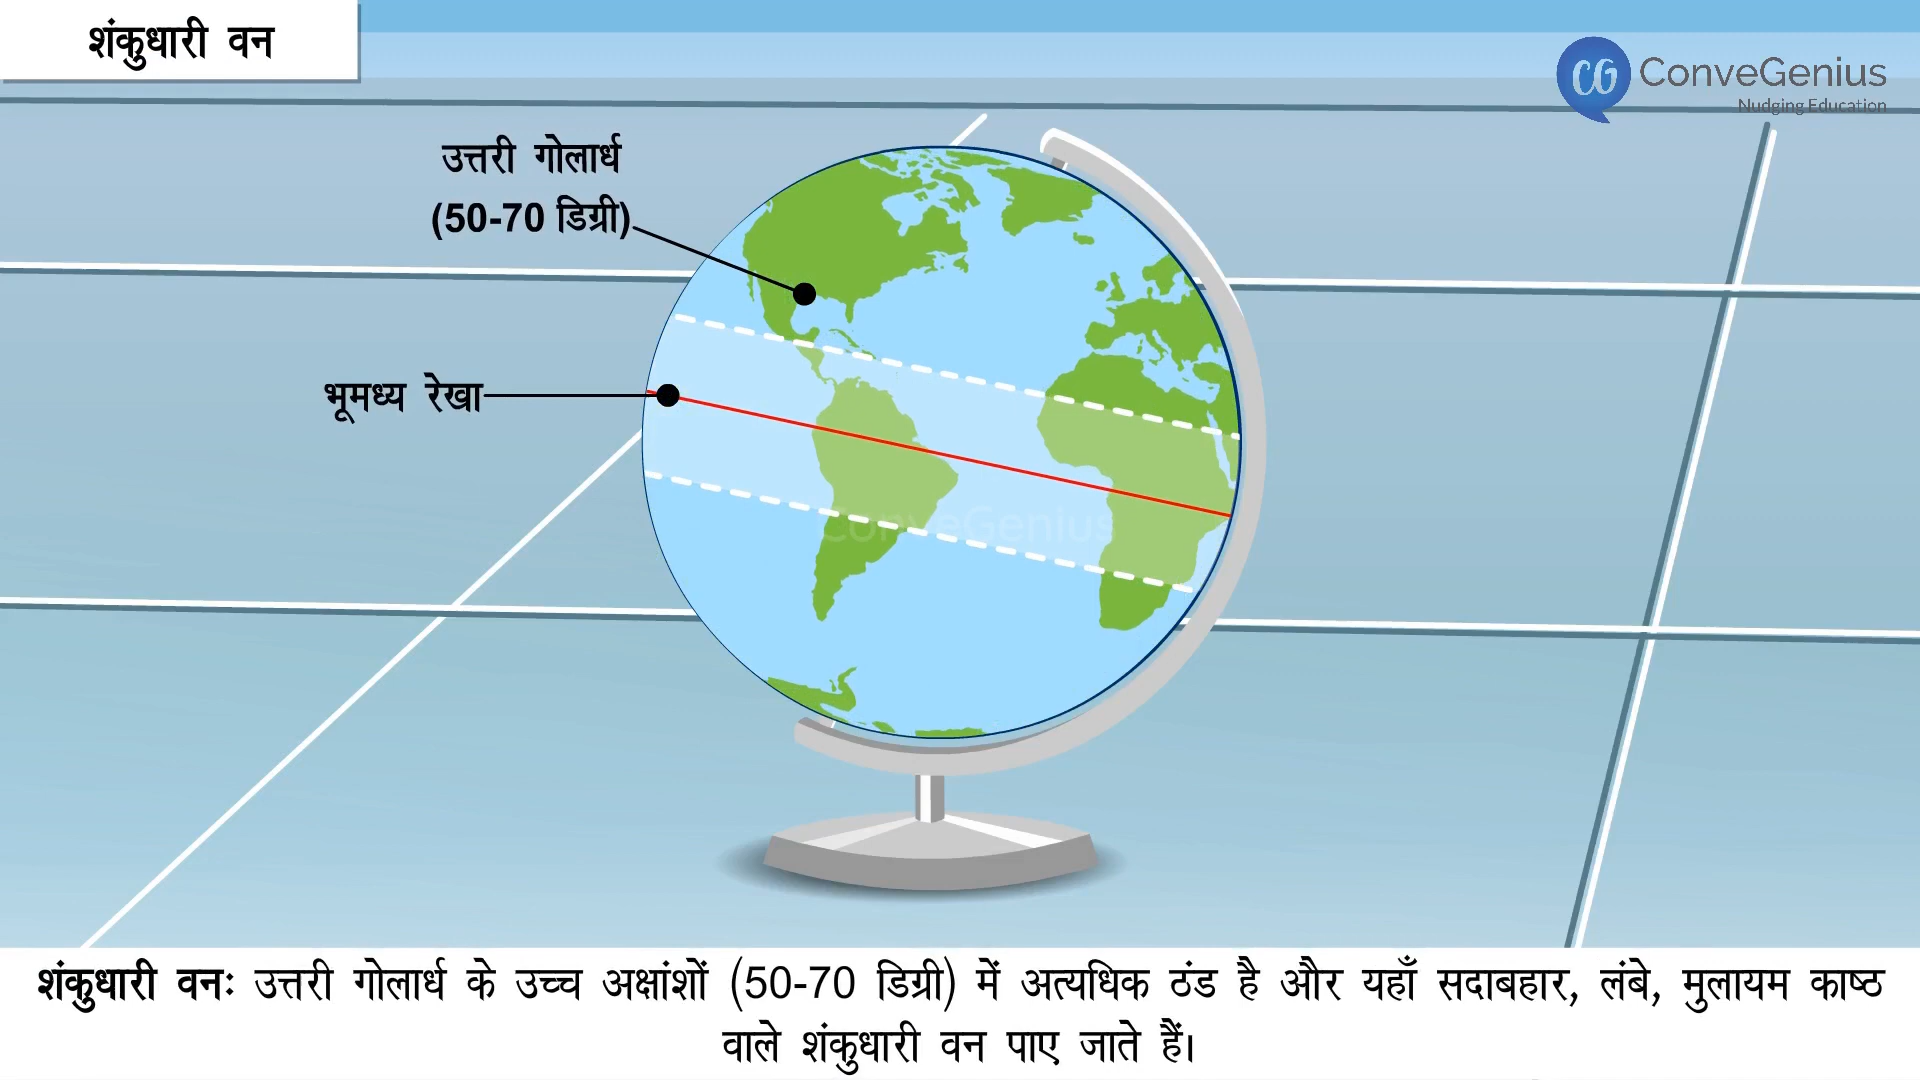 शंकुधारी वन
CG ConveGenius
Nudging Education
उत्तरी गोलार्ध
(50-70 डिग्री)
भूमध्य रेखा
ConveGenius
शंकुधारी वनः उत्तरी गोलार्ध के उच्च अक्षांशों (50-70 डिग्री) में अत्यधिक ठंड है और यहाँ सदाबहार, लंबे, मुलायम काष्ठ
वाले शंकुधारी वन पाए जाते हैं।